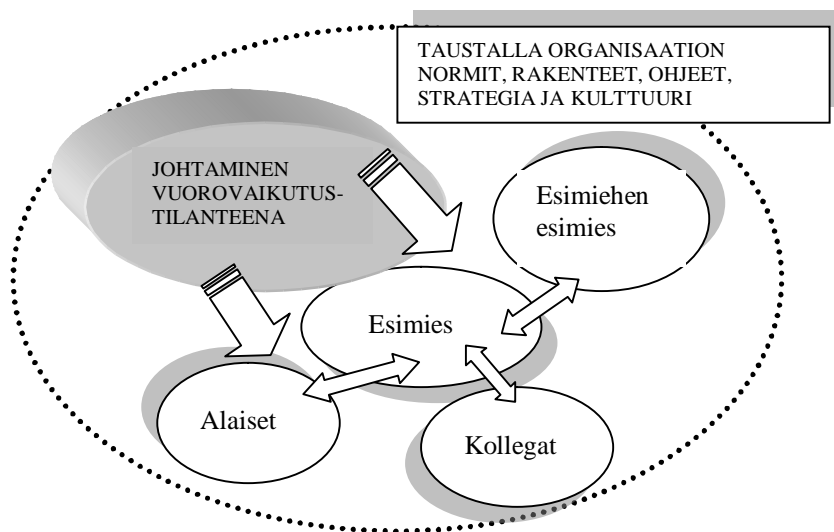 TAUSTALLA ORGANISAATION
NORMIT, RAKENTEET, OHJEET,
STRATEGIA JA KULTTUURI
JOHTAMINEN
VUOROVAIKUTUS-
TILANTEENA
Esimiehen
esimies
Esimies
Alaiset
Kollegat